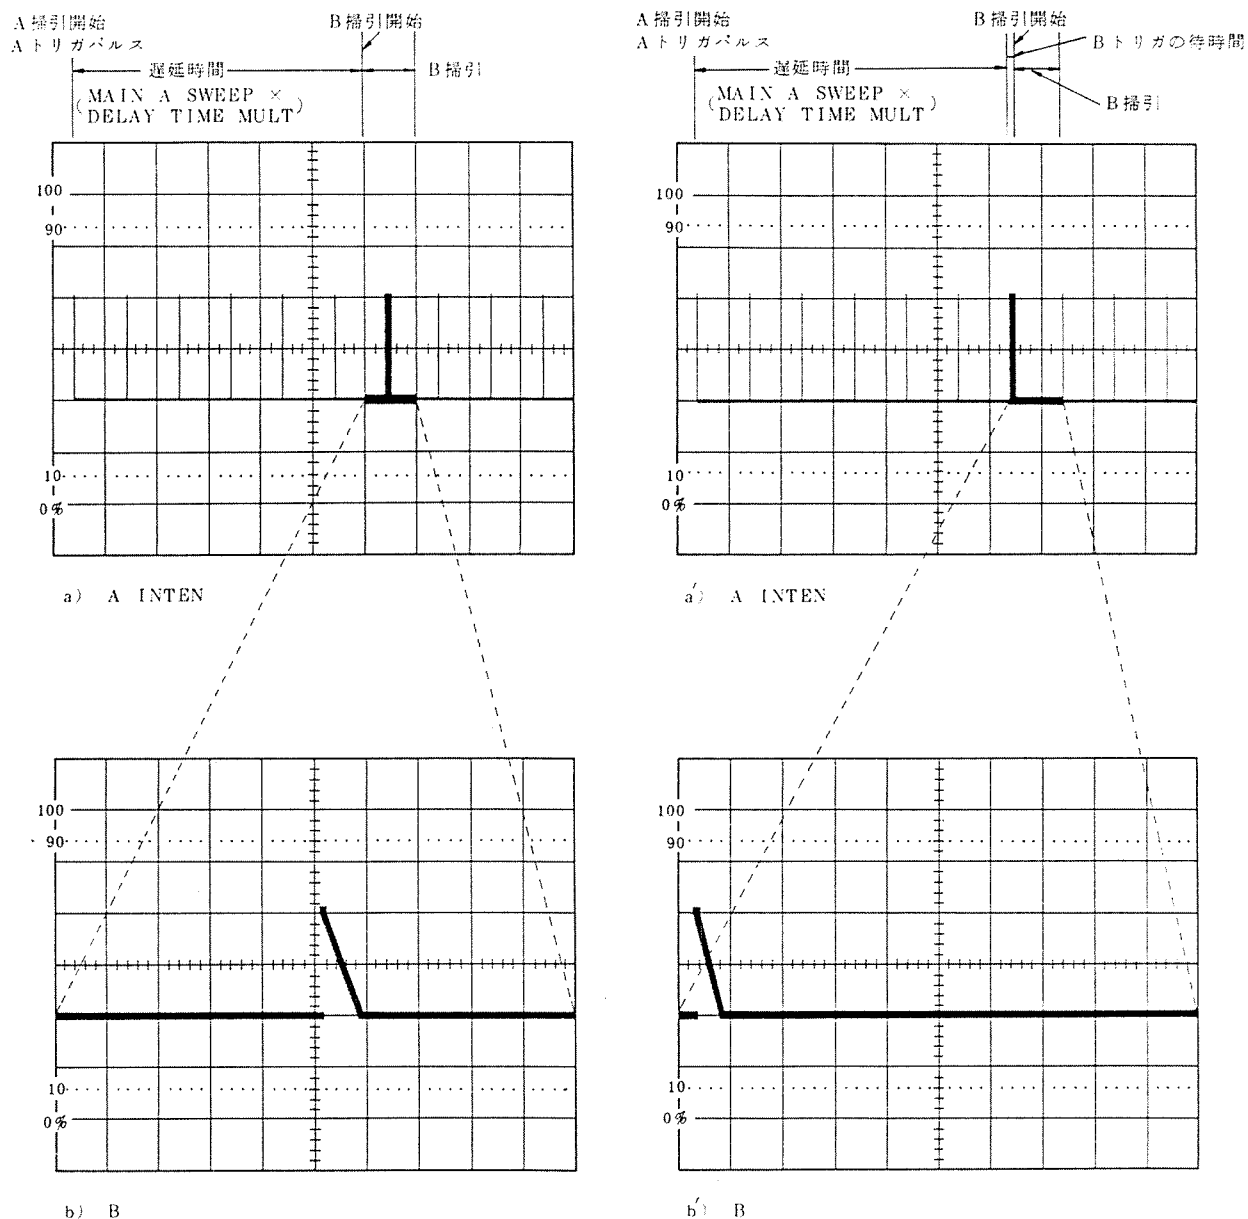 A掃引開始
Aトリガパルス
B掃引開始
遅延時間
B掃引
(MAIN A SWEEP ×
DELAY TIME MULT)
100
90
10
0%
a) A INTEN
A掃引開始
Aトリガパルス
B掃引開始
Bトリガの待時間
遅延時間
B掃引
(MAIN A SWEEP ×
DELAY TIME MULT)
100
90
10
0%
a') A INTEN
100
90
10
0%
b) B
100
90
10
0%
b') B